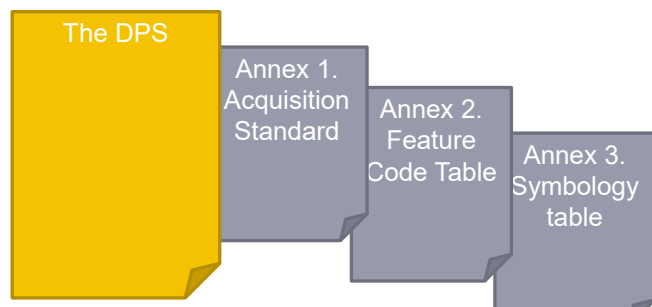 The DPS
Annex 1.
Acquisition
Standard
Annex 2.
Feature
Code Table
Annex 3.
Symbology
table